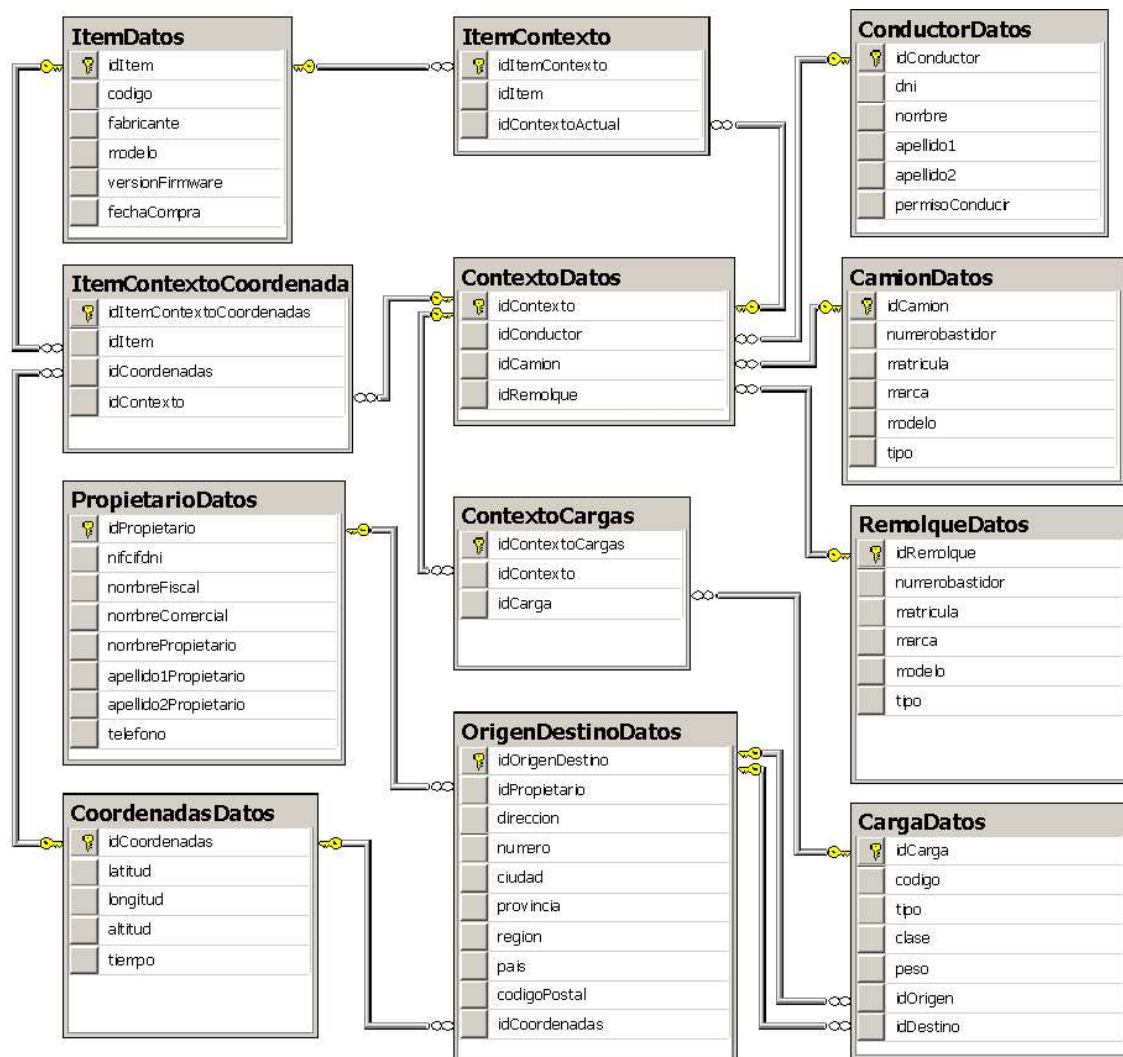 ItemDatos
idItem
codigo
fabricante
modelo
versionFirmware
fechaCompra
ItemContexto
idItemContexto
idItem
idContextoActual
ConductorDatos
idConductor
dni
nombre
apellido1
apellido2
permisoConducir
ItemContextoCoordenada
idItemContextoCoordenadas
idItem
idCoordenadas
idContexto
ContextoDatos
idContexto
idConductor
idCamion
idRemolque
CamionDatos
idCamion
numerobastidor
matricula
marca
modelo
tipo
PropietarioDatos
idPropietario
nifcifdni
nombreFiscal
nombreComercial
nombrePropietario
apellido1Propietario
apellido2Propietario
telefono
ContextoCargas
idContextoCargas
idContexto
idCarga
RemolqueDatos
idRemolque
numerobastidor
matricula
marca
modelo
tipo
CoordenadasDatos
idCoordenadas
latitud
longitud
altitud
tiempo
OrigenDestinoDatos
idOrigenDestino
idPropietario
direccion
numero
ciudad
provincia
region
pais
codigoPostal
idCoordenadas
CargaDatos
idCarga
codigo
tipo
clase
peso
idOrigen
idDestino